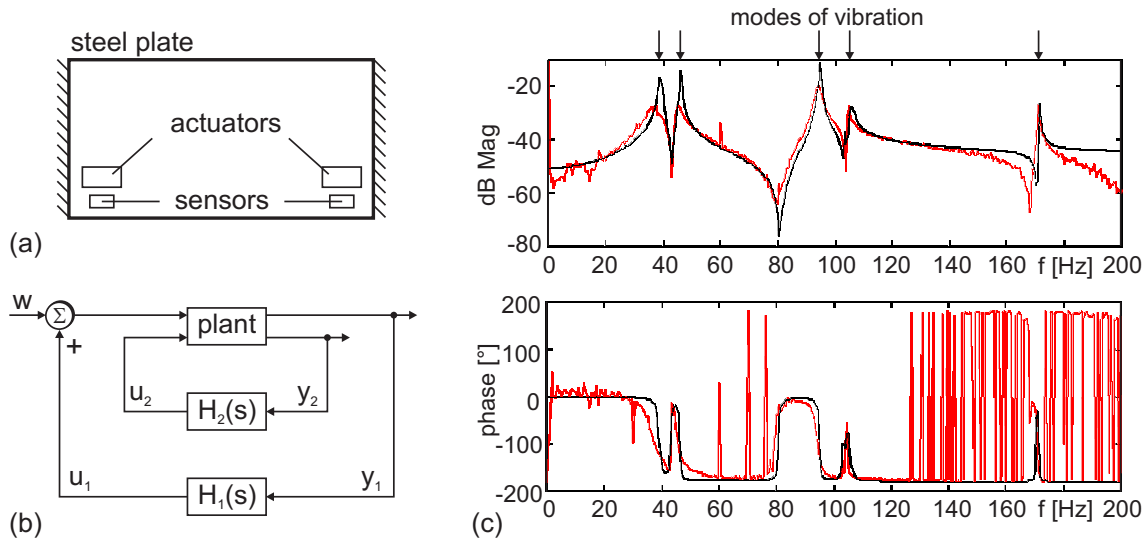 steel plate
actuators
sensors
(a)
w
Σ
+
plant
u₂
y₂
H₂(s)
u₁
y₁
H₁(s)
(b)
modes of vibration
dB Mag
-20
-40
-60
-80
0 20 40 60 80 100 120 140 160 f [Hz] 200
phase [°]
200
100
0
-100
-200
0 20 40 60 80 100 120 140 160 f [Hz] 200
(c)